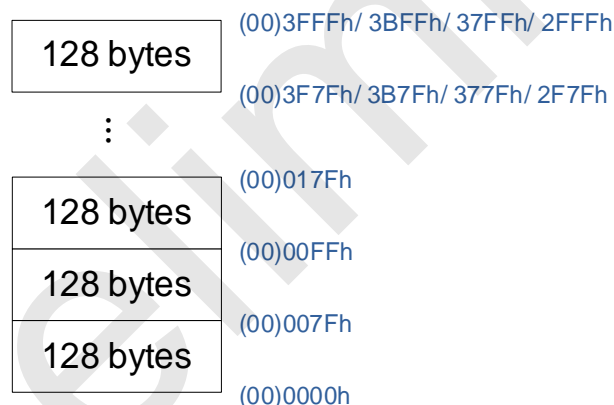 (00)3FFFh/ 3BFFh/ 37FFh/ 2FFFh
128 bytes
(00)3F7Fh/ 3B7Fh/ 377Fh/ 2F7Fh
⋮
(00)017Fh
128 bytes
(00)00FFh
128 bytes
(00)007Fh
128 bytes
(00)0000h